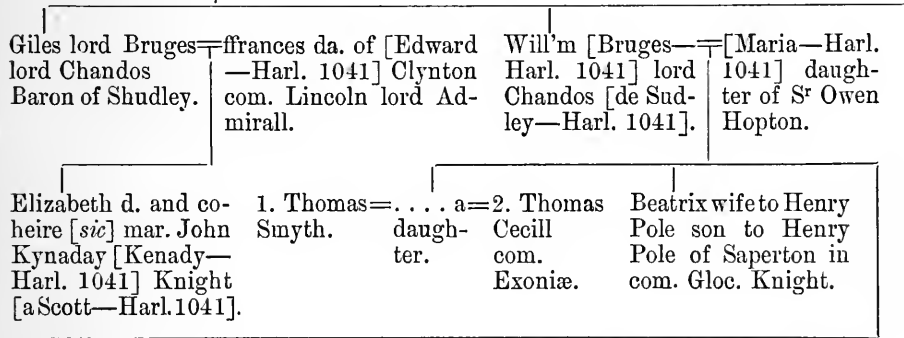 Giles lord Bruges
lord Chandos
Baron of Shudley.
ffrances da. of [Edward
—Harl. 1041] Clynton
com. Lincoln lord Ad-
mirall.
Will'm [Bruges—
Harl. 1041] lord
Chandos [de Sud-
ley—Harl. 1041].
[Maria—Harl.
1041] daugh-
ter of Sʳ Owen
Hopton.
Elizabeth d. and co-
heire [sic] mar. John
Kynaday [Kenady—
Harl. 1041] Knight
[a Scott—Harl. 1041].
1. Thomas=
Smyth.
. . . . a=
daugh-
ter.
2. Thomas
Cecill
com.
Exoniæ.
Beatrix wife to Henry
Pole son to Henry
Pole of Saperton in
com. Gloc. Knight.